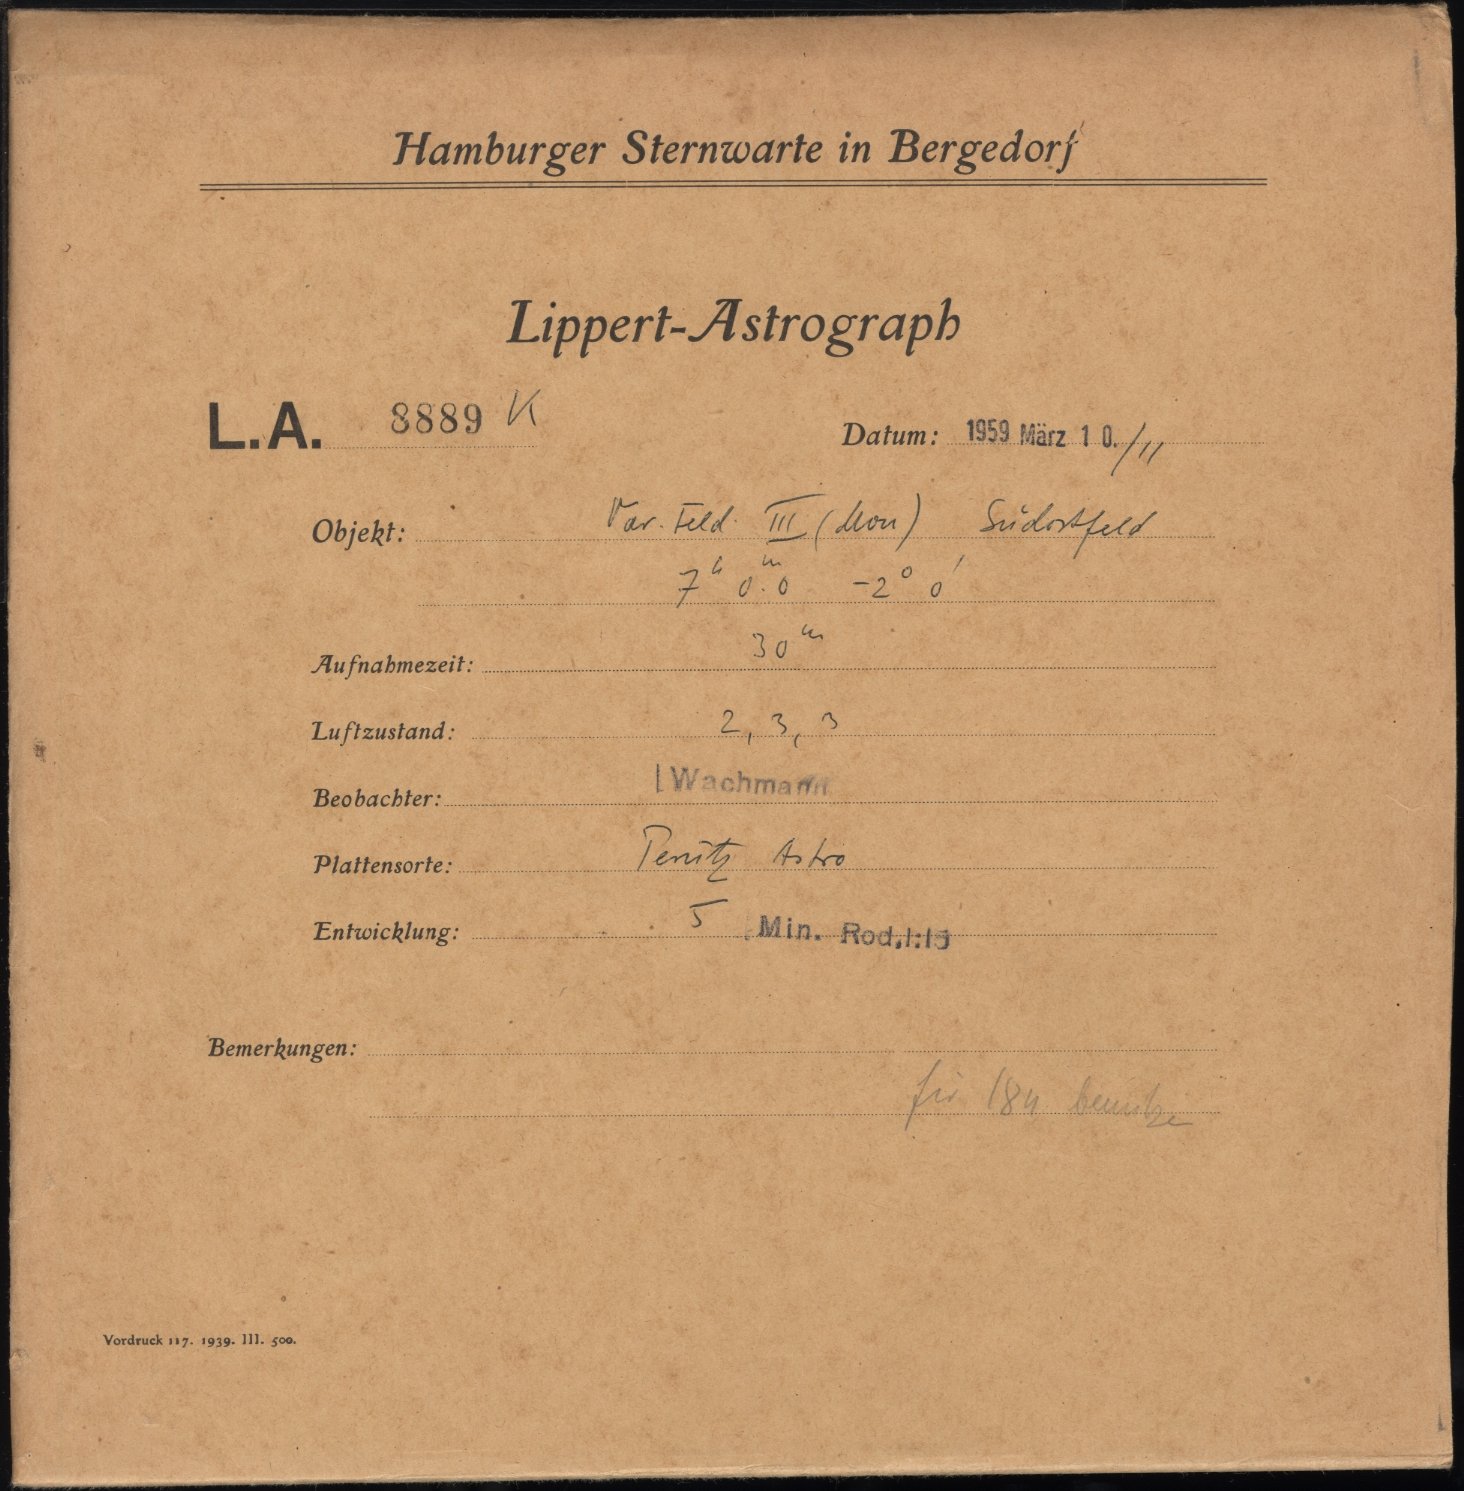 Hamburger Sternwarte in Bergedorf
Lippert-Astrograph
L.A. 8889 K
Datum: 1959 März 10./11
Objekt: Var. Feld III (Mon) Südostfeld
7h 0m.0 -2° 0'
Aufnahmezeit: 30m
Luftzustand: 2, 3, 3
Beobachter: Wachmann
Plattensorte: Perutz Astro
Entwicklung: 5 Min. Rod. 1:15
Bemerkungen:
für
Vordruck 117. 1939. III. 500.